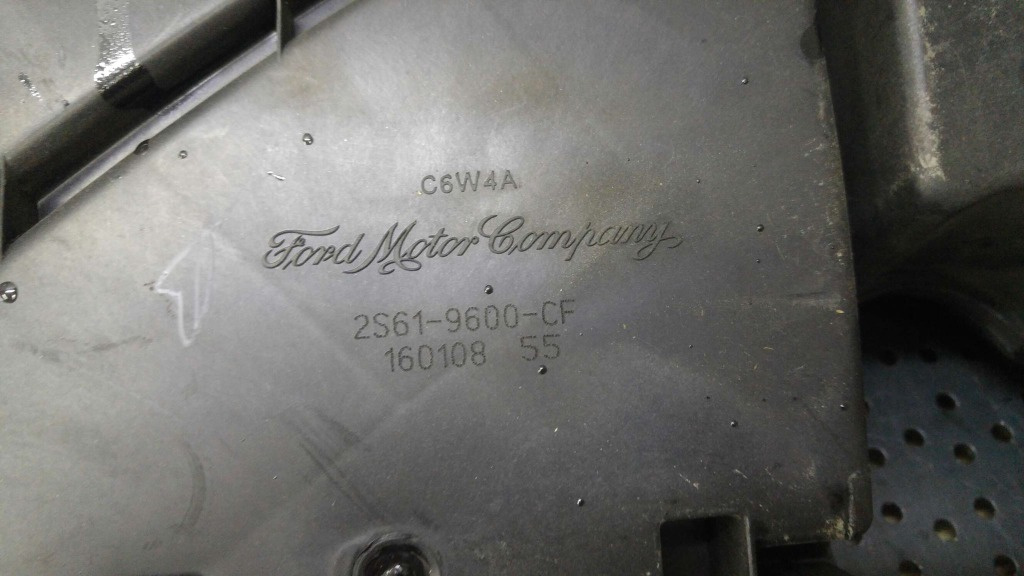 C6W4A
Ford Motor Company
2S61-9600-CF
160108 55